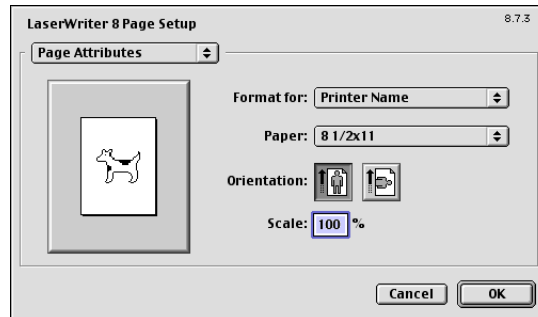 LaserWriter 8 Page Setup
8.7.3
Page Attributes
Format for: Printer Name
Paper: 8 1/2x11
Orientation:
Scale: 100 %
Cancel
OK